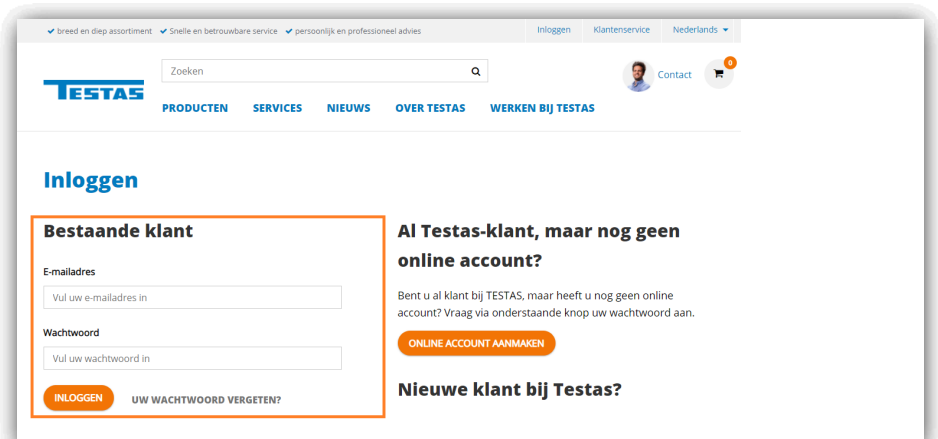 breed en diep assortiment Snelle en betrouwbare service persoonlijk en professioneel advies Inloggen Klantenservice Nederlands
Zoeken
Contact
0
TESTAS
PRODUCTEN SERVICES NIEUWS OVER TESTAS WERKEN BIJ TESTAS
Inloggen
Bestaande klant
E-mailadres
Vul uw e-mailadres in
Wachtwoord
Vul uw wachtwoord in
INLOGGEN UW WACHTWOORD VERGETEN?
Al Testas-klant, maar nog geen
online account?
Bent u al klant bij TESTAS, maar heeft u nog geen online
account? Vraag via onderstaande knop uw wachtwoord aan.
ONLINE ACCOUNT AANMAKEN
Nieuwe klant bij Testas?